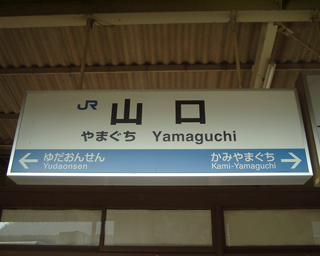 JR 山口
やまぐち Yamaguchi
← ゆだおんせん かみやまぐち →
Yudaonsen Kami-Yamaguchi